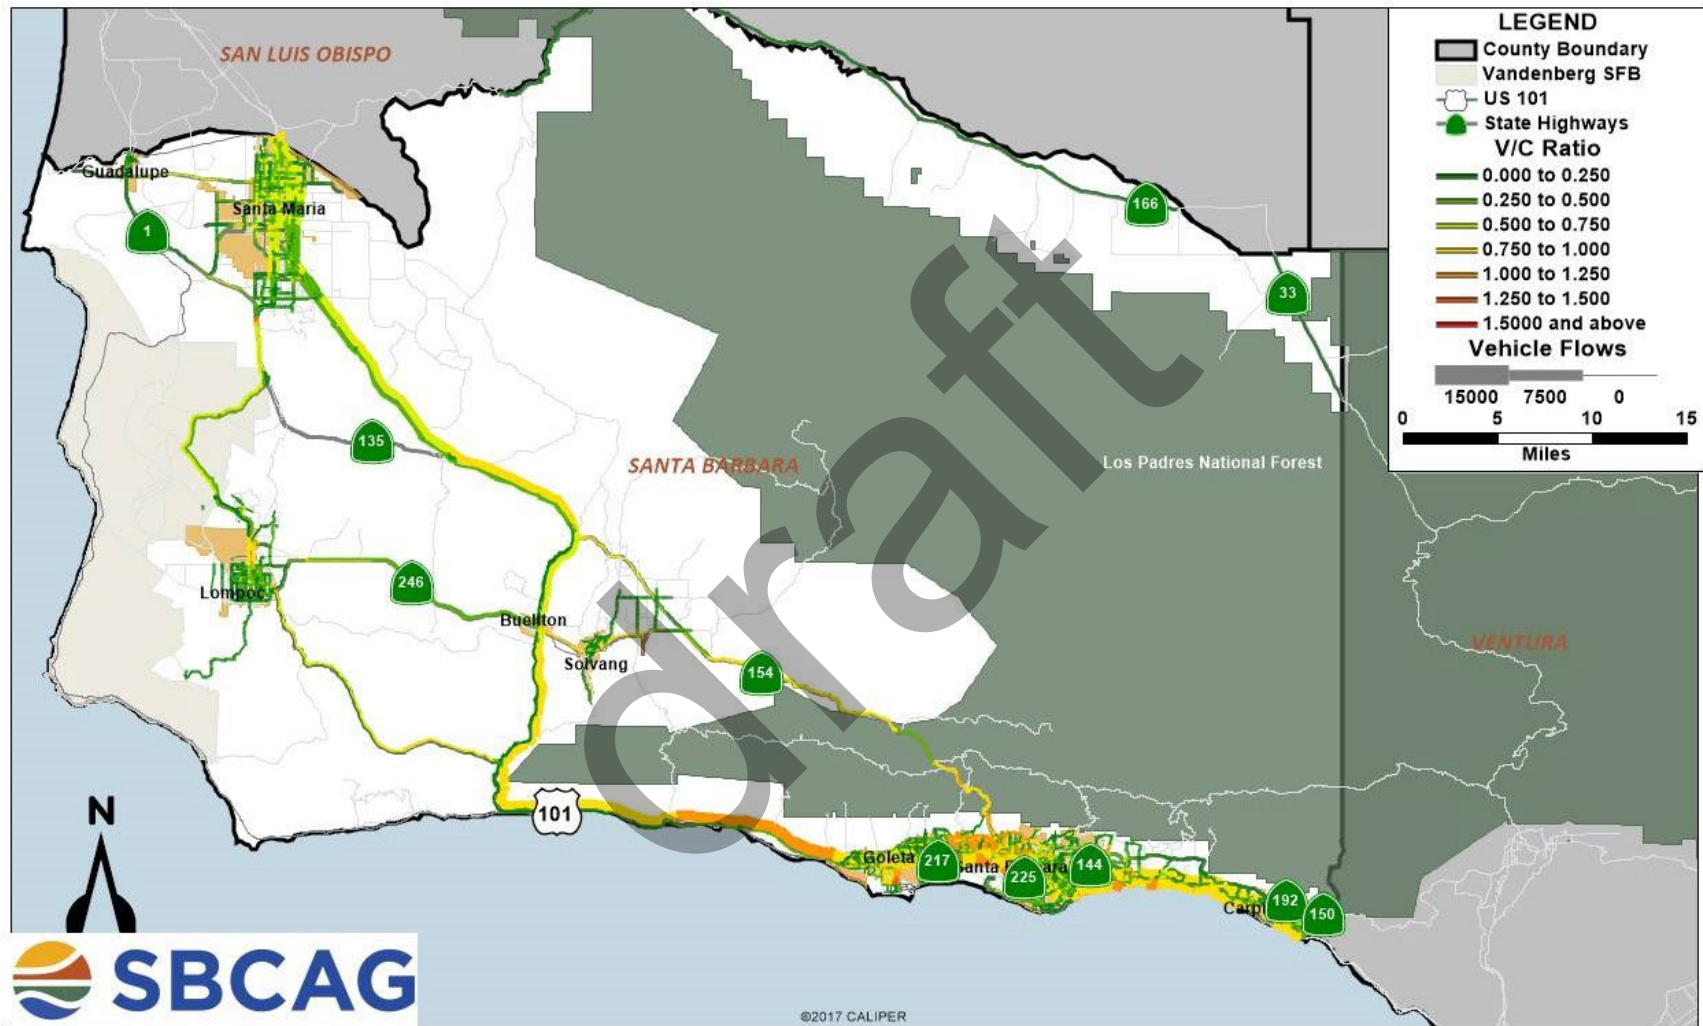 SAN LUIS OBISPO
Guadalupe
Santa Maria
1
166
33
135
SANTA BARBARA
Los Padres National Forest
246
Lompoc
Buellton
Solvang
154
VENTURA
101
Goleta
217
Santa
225
144
192
150
draft
N
SBCAG
©2017 CALIPER
LEGEND
County Boundary
Vandenberg SFB
US 101
State Highways
V/C Ratio
0.000 to 0.250
0.250 to 0.500
0.500 to 0.750
0.750 to 1.000
1.000 to 1.250
1.250 to 1.500
1.5000 and above
Vehicle Flows
15000 7500 0
0 5 10 15
Miles